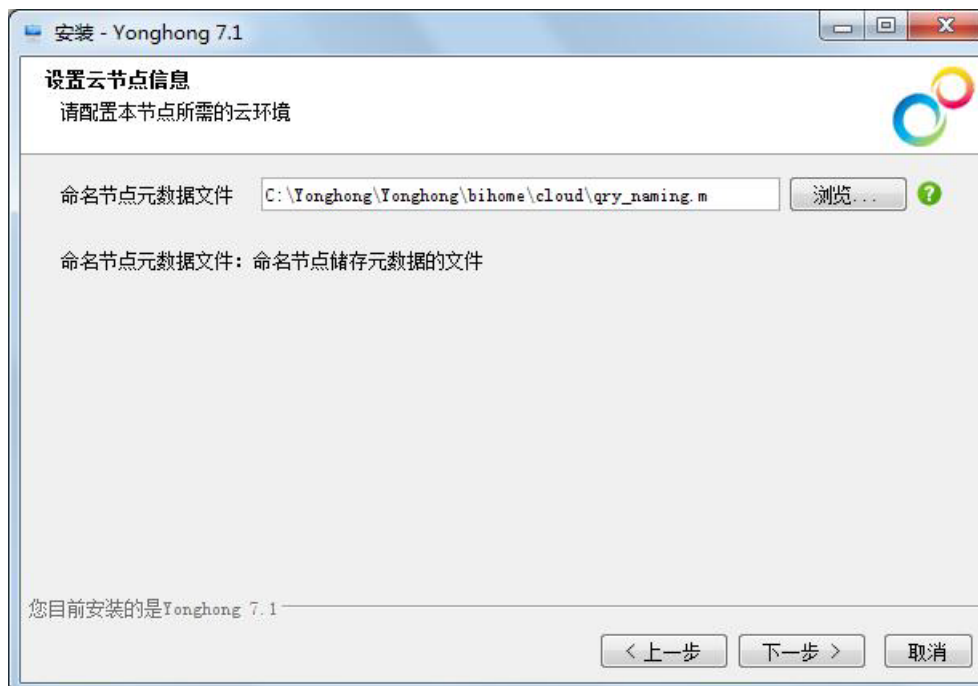 安装 - Yonghong 7.1
设置云节点信息
请配置本节点所需的云环境
命名节点元数据文件 C:\Yonghong\Yonghong\bihome\cloud\qry_naming.m 浏览... ?
命名节点元数据文件：命名节点储存元数据的文件
您目前安装的是Yonghong 7.1
< 上一步 下一步 > 取消